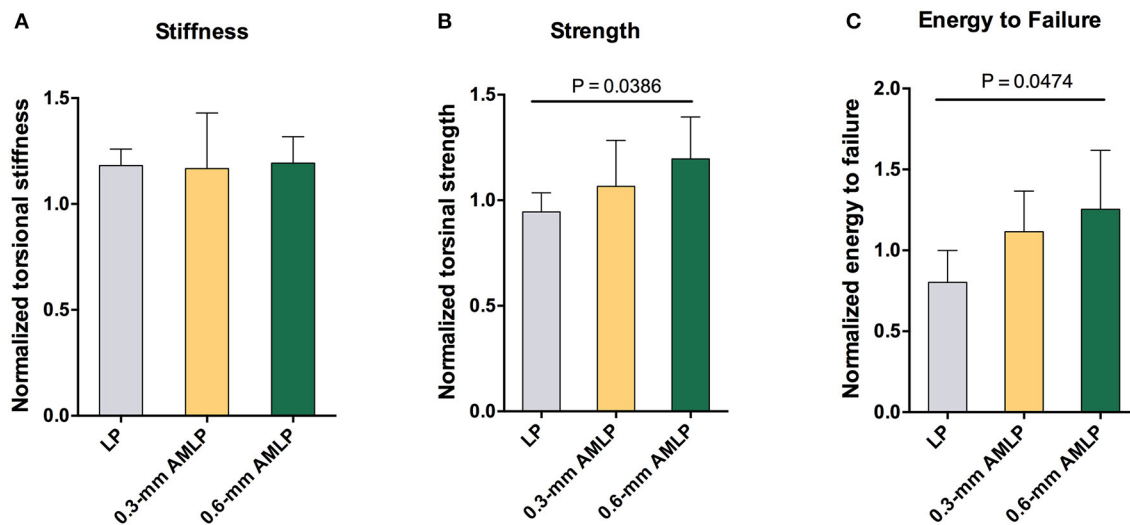 A
Stiffness
Normalized torsional stiffness
1.5
1.0
0.5
0.0
LP
0.3-mm AMLP
0.6-mm AMLP
B
Strength
P = 0.0386
Normalized torsinal strength
1.5
1.0
0.5
0.0
LP
0.3-mm AMLP
0.6-mm AMLP
C
Energy to Failure
P = 0.0474
Normalized energy to failure
2.0
1.5
1.0
0.5
0.0
LP
0.3-mm AMLP
0.6-mm AMLP